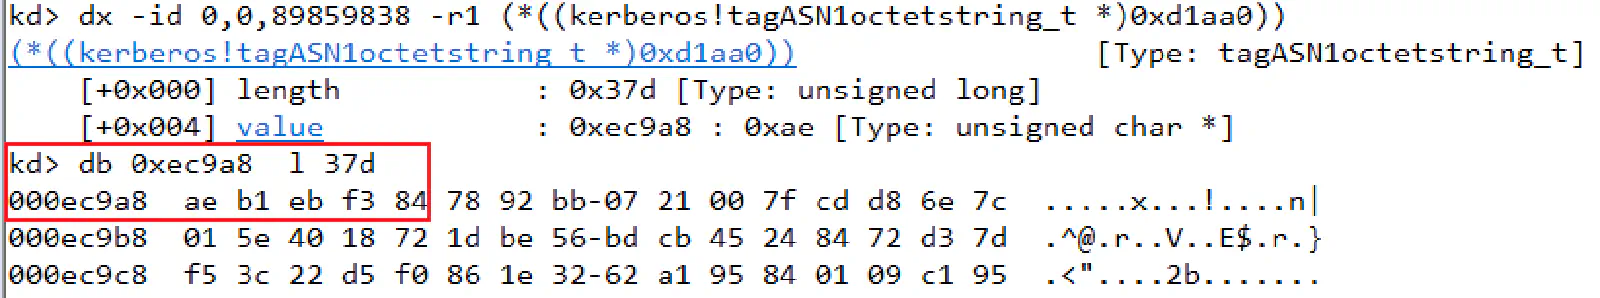 kd> dx -id 0,0,89859838 -r1 (*((kerberos!tagASN1octetstring_t *)0xd1aa0))
(*((kerberos!tagASN1octetstring_t *)0xd1aa0))                 [Type: tagASN1octetstring_t]
    [+0x000] length           : 0x37d [Type: unsigned long]
    [+0x004] value            : 0xec9a8 : 0xae [Type: unsigned char *]
kd> db 0xec9a8  l 37d
000ec9a8  ae b1 eb f3 84 78 92 bb-07 21 00 7f cd d8 6e 7c  .....x...!....n|
000ec9b8  01 5e 40 18 72 1d be 56-bd cb 45 24 84 72 d3 7d  .^@.r..V..E$.r.}
000ec9c8  f5 3c 22 d5 f0 86 1e 32-62 a1 95 84 01 09 c1 95  .<"....2b.......